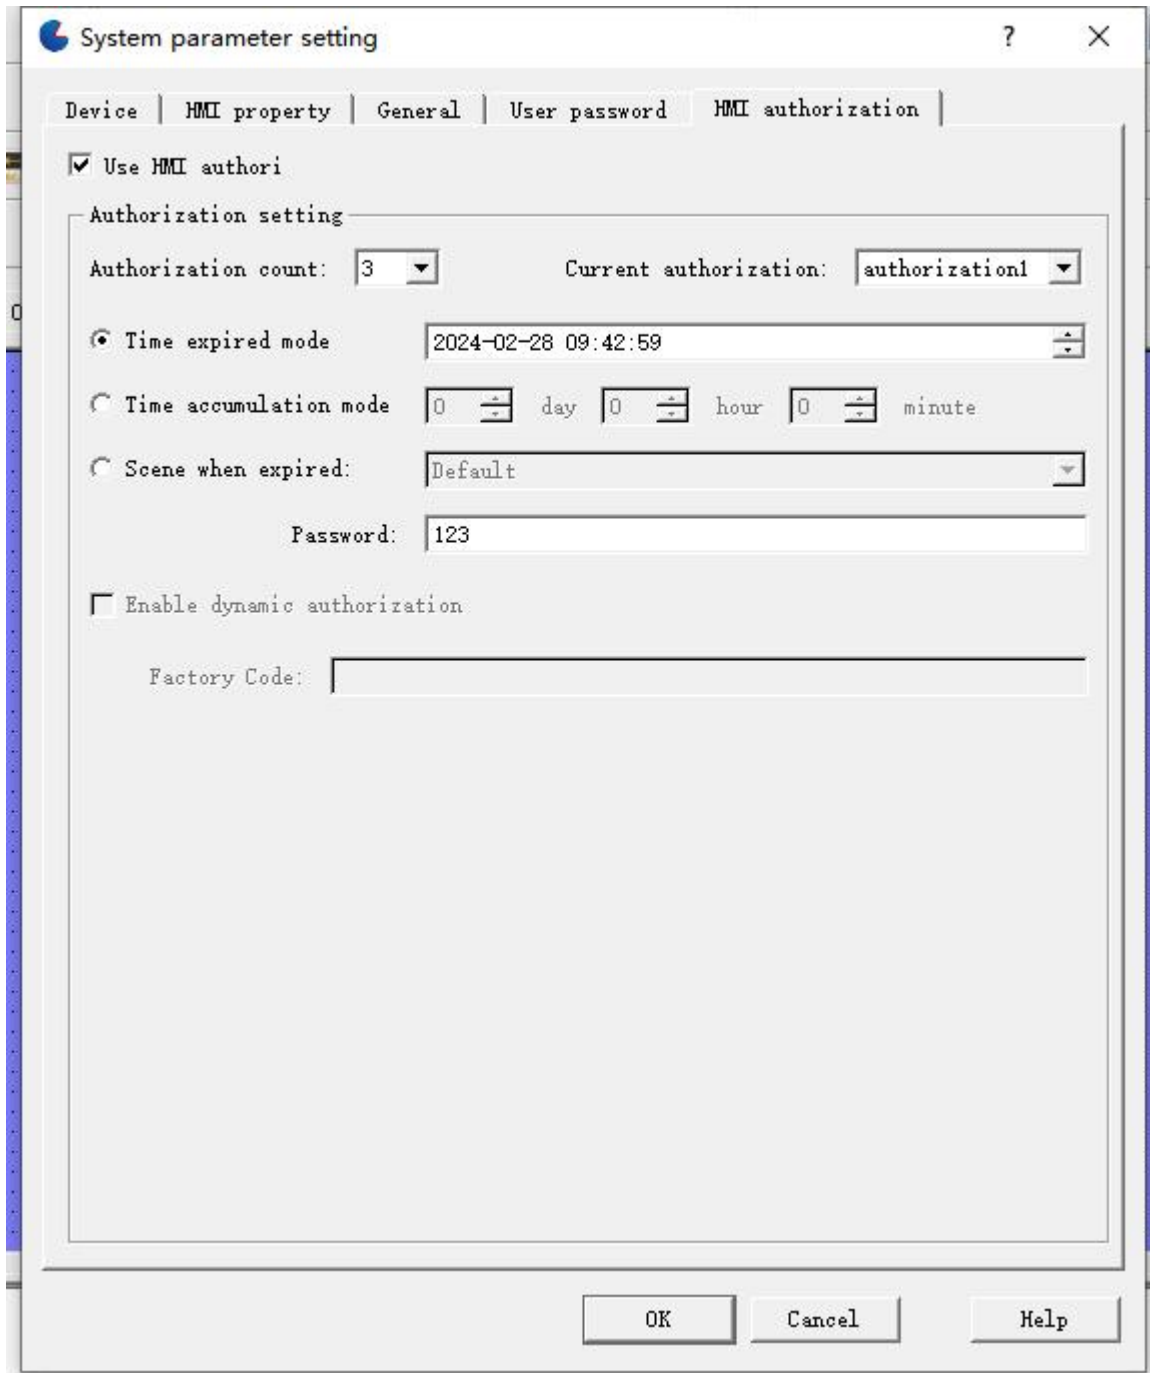 System parameter setting ?
Device HMI property General User password HMI authorization
Use HMI authori
Authorization setting
Authorization count: 3 Current authorization: authorization1
Time expired mode 2024-02-28 09:42:59
Time accumulation mode 0 day 0 hour 0 minute
Scene when expired: Default
Password: 123
Enable dynamic authorization
Factory Code:
OK Cancel Help